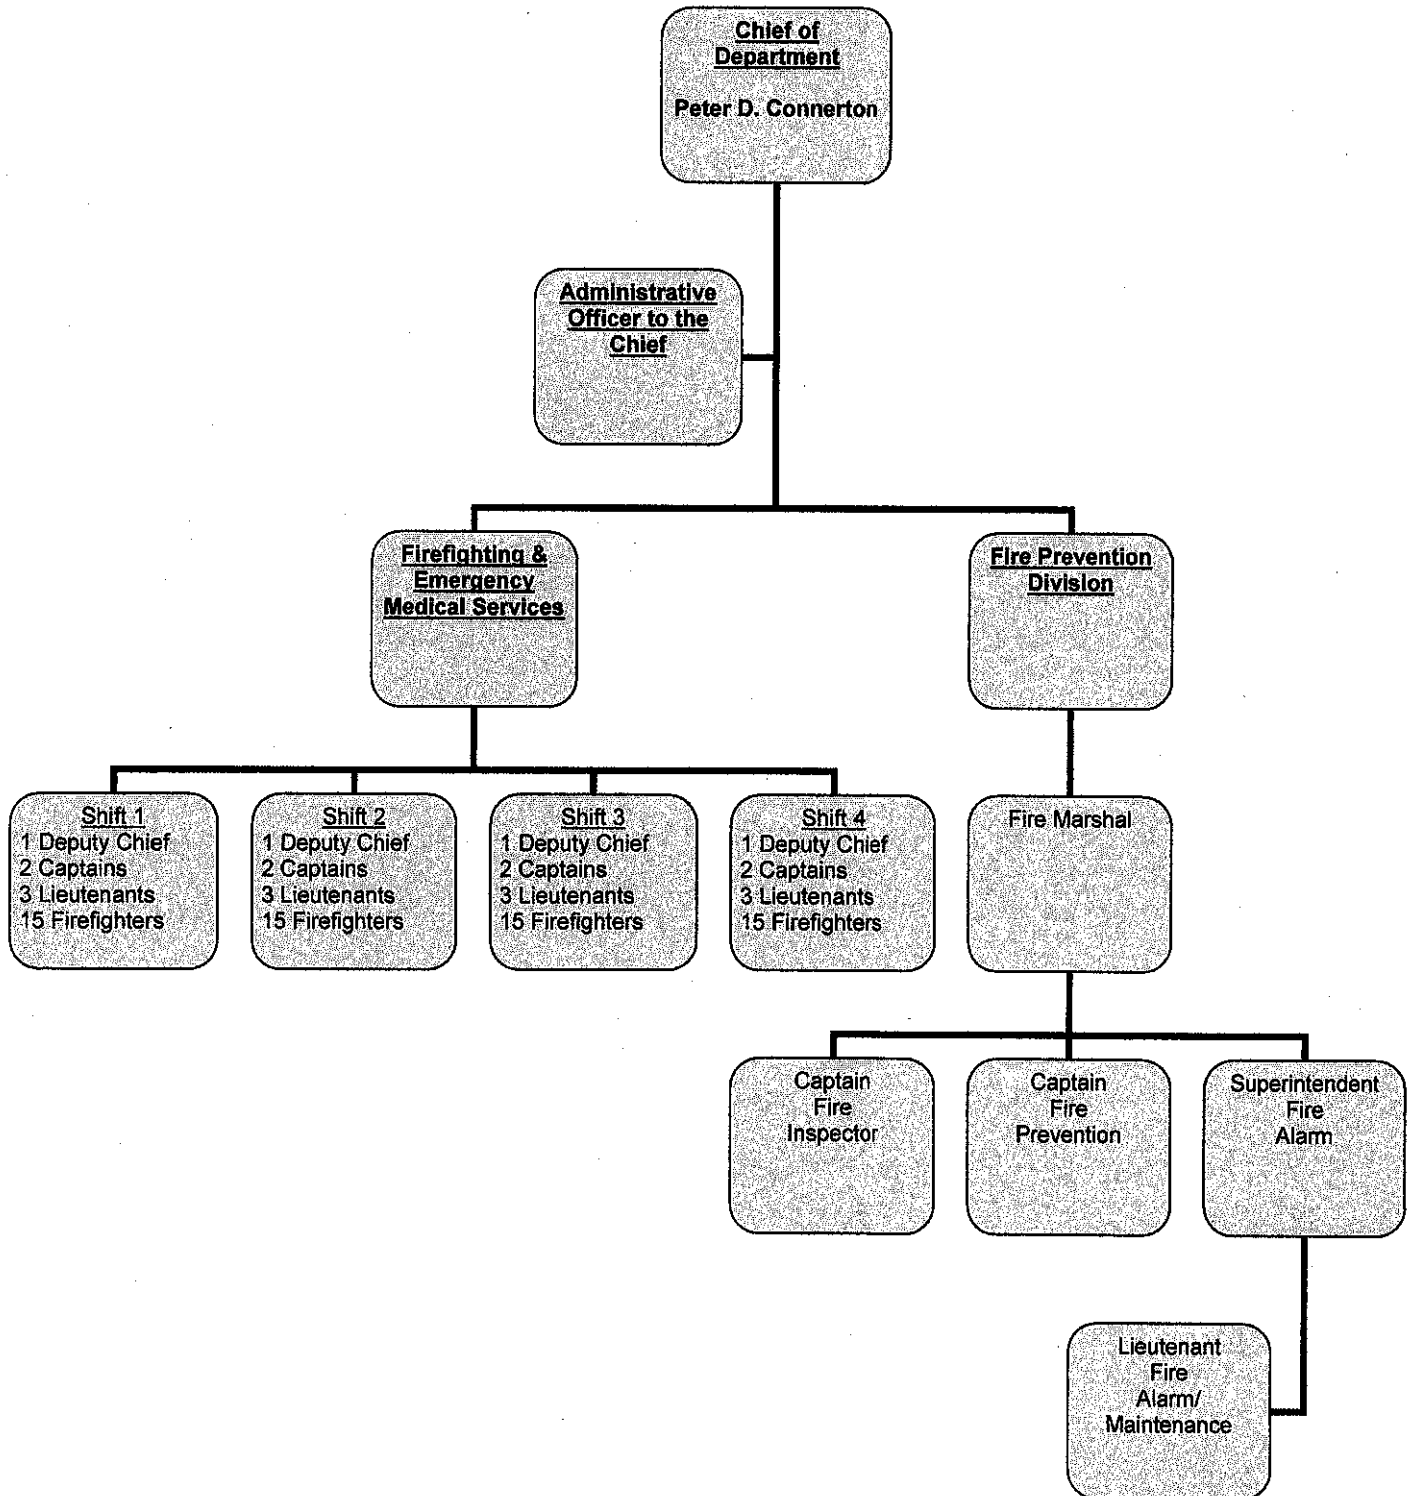 Chief of
Department
Peter D. Connerton
Administrative
Officer to the
Chief
Firefighting &
Emergency
Medical Services
Fire Prevention
Division
Shift 1
1 Deputy Chief
2 Captains
3 Lieutenants
15 Firefighters
Shift 2
1 Deputy Chief
2 Captains
3 Lieutenants
15 Firefighters
Shift 3
1 Deputy Chief
2 Captains
3 Lieutenants
15 Firefighters
Shift 4
1 Deputy Chief
2 Captains
3 Lieutenants
15 Firefighters
Fire Marshal
Captain
Fire
Inspector
Captain
Fire
Prevention
Superintendent
Fire
Alarm
Lieutenant
Fire
Alarm/
Maintenance